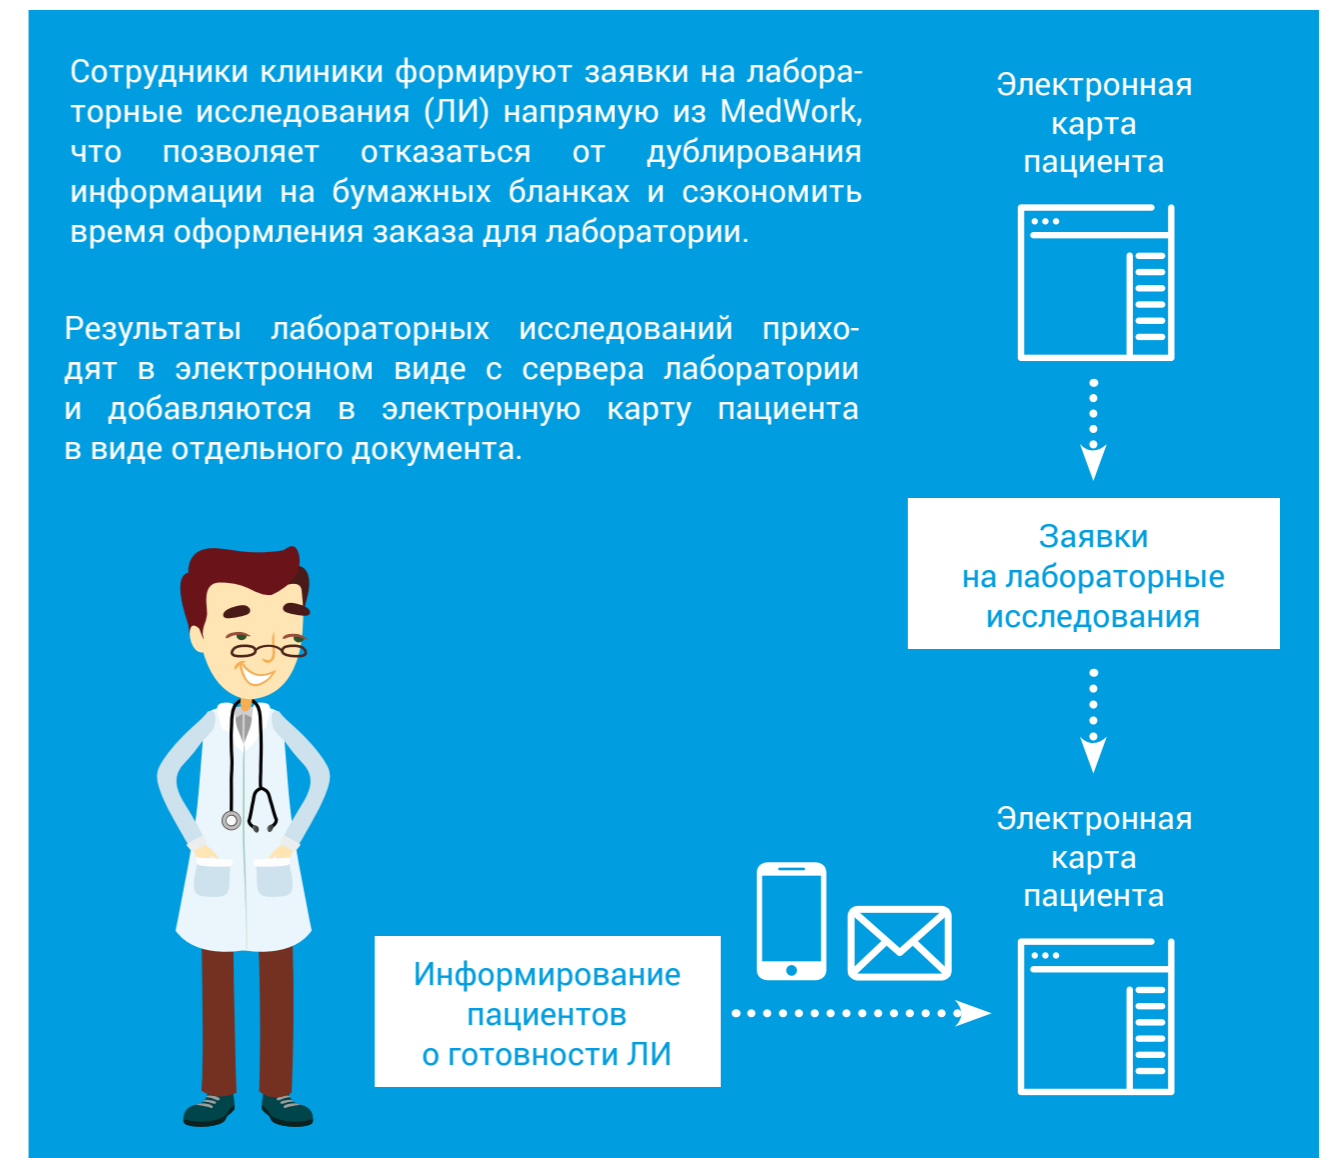 Сотрудники клиники формируют заявки на лабора-
торные исследования (ЛИ) напрямую из MedWork,
что позволяет отказаться от дублирования
информации на бумажных бланках и сэкономить
время оформления заказа для лаборатории.
Результаты лабораторных исследований прихо-
дят в электронном виде с сервера лаборатории
и добавляются в электронную карту пациента
в виде отдельного документа.
Электронная
карта
пациента
Заявки
на лабораторные
исследования
Электронная
карта
пациента
Информирование
пациентов
о готовности ЛИ